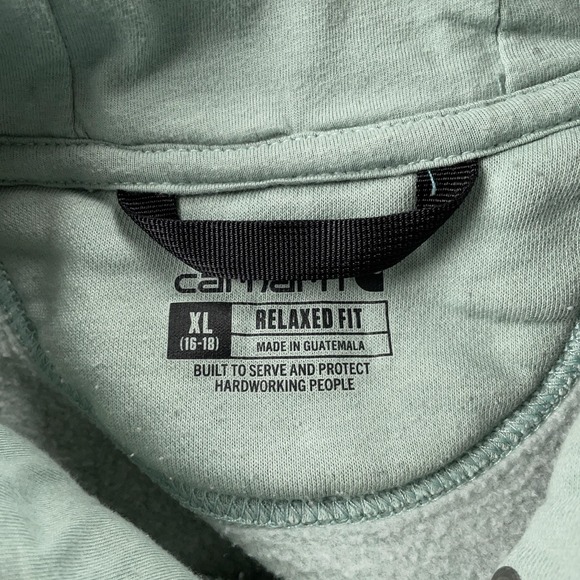 carhartt
XL
(16-18)
RELAXED FIT
MADE IN GUATEMALA
BUILT TO SERVE AND PROTECT
HARDWORKING PEOPLE